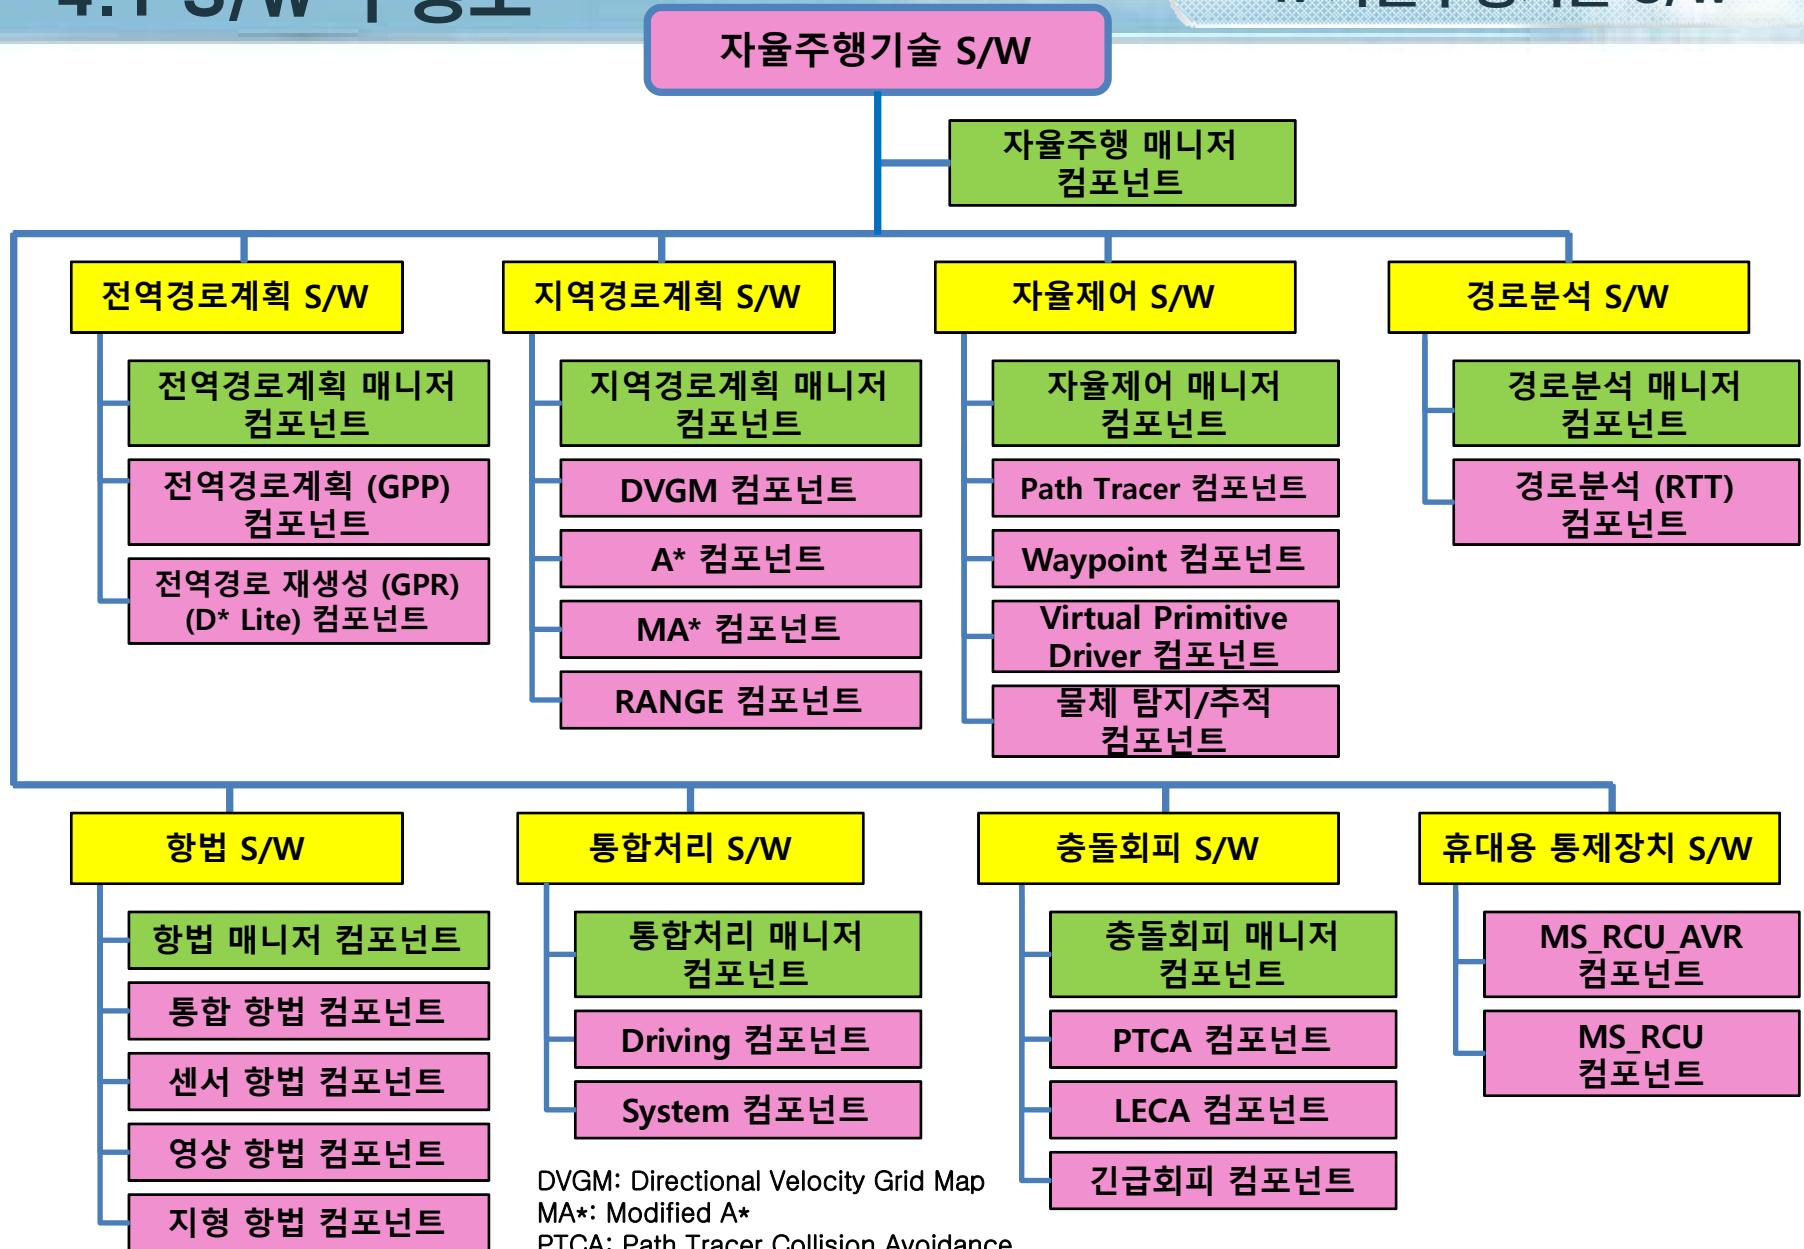 4.1 S/W 구성도
자율주행기술 S/W
자율주행 매니저
컴포넌트
전역경로계획 S/W
전역경로계획 매니저
컴포넌트
전역경로계획 (GPP)
컴포넌트
전역경로 재생성 (GPR)
(D* Lite) 컴포넌트
지역경로계획 S/W
지역경로계획 매니저
컴포넌트
DVGM 컴포넌트
A* 컴포넌트
MA* 컴포넌트
RANGE 컴포넌트
자율제어 S/W
자율제어 매니저
컴포넌트
Path Tracer 컴포넌트
Waypoint 컴포넌트
Virtual Primitive
Driver 컴포넌트
물체 탐지/추적
컴포넌트
경로분석 S/W
경로분석 매니저
컴포넌트
경로분석 (RTT)
컴포넌트
항법 S/W
항법 매니저 컴포넌트
통합 항법 컴포넌트
센서 항법 컴포넌트
영상 항법 컴포넌트
지형 항법 컴포넌트
통합처리 S/W
통합처리 매니저
컴포넌트
Driving 컴포넌트
System 컴포넌트
충돌회피 S/W
충돌회피 매니저
컴포넌트
PTCA 컴포넌트
LECA 컴포넌트
긴급회피 컴포넌트
휴대용 통제장치 S/W
MS_RCU_AVR
컴포넌트
MS_RCU
컴포넌트
DVGM: Directional Velocity Grid Map
MA*: Modified A*
PTCA: Path Tracer Collision Avoidance